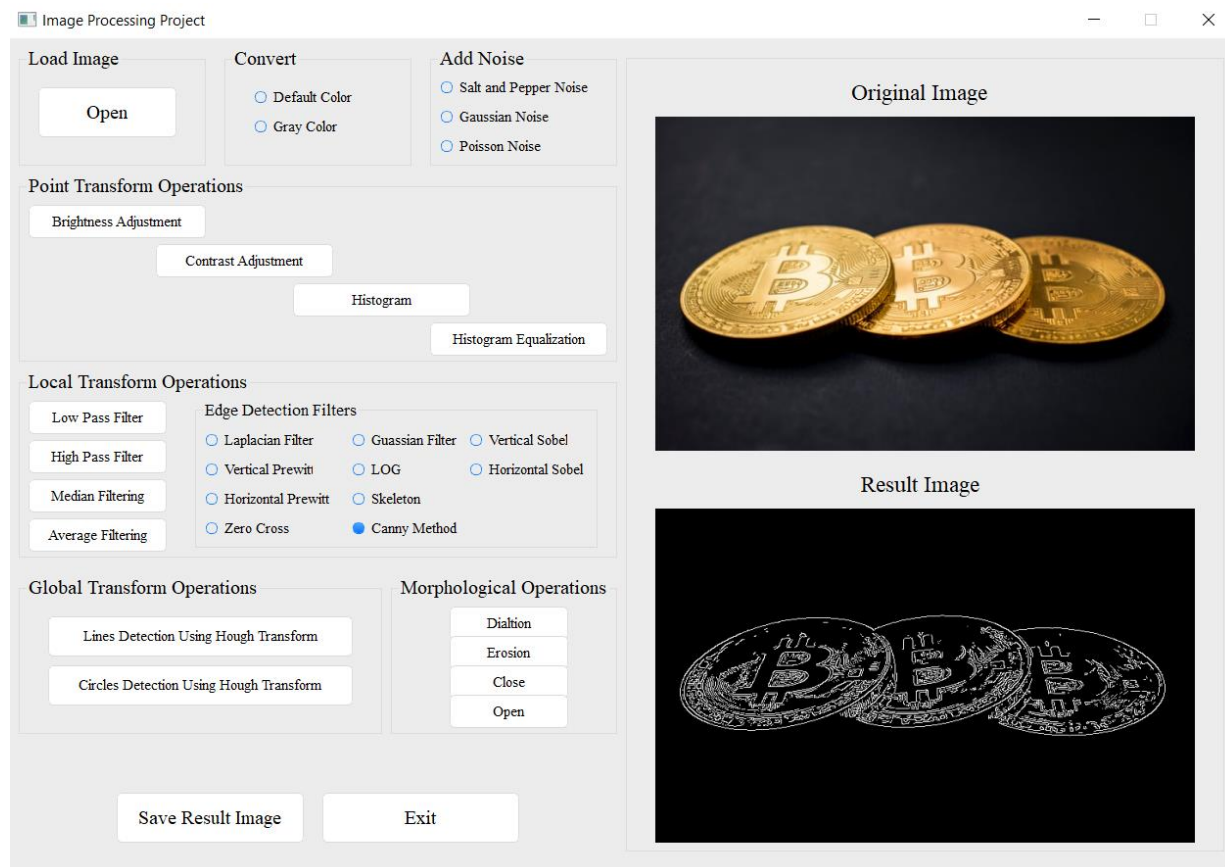 Image Processing Project
Load Image
Open
Convert
Default Color
Gray Color
Add Noise
Salt and Pepper Noise
Gaussian Noise
Poisson Noise
Point Transform Operations
Brightness Adjustment
Contrast Adjustment
Histogram
Histogram Equalization
Local Transform Operations
Low Pass Filter
High Pass Filter
Median Filtering
Average Filtering
Edge Detection Filters
Laplacian Filter
Guassian Filter
Vertical Sobel
Vertical Prewitt
LOG
Horizontal Sobel
Horizontal Prewitt
Skeleton
Zero Cross
Canny Method
Global Transform Operations
Lines Detection Using Hough Transform
Circles Detection Using Hough Transform
Morphological Operations
Dialtion
Erosion
Close
Open
Save Result Image
Exit
Original Image
Result Image